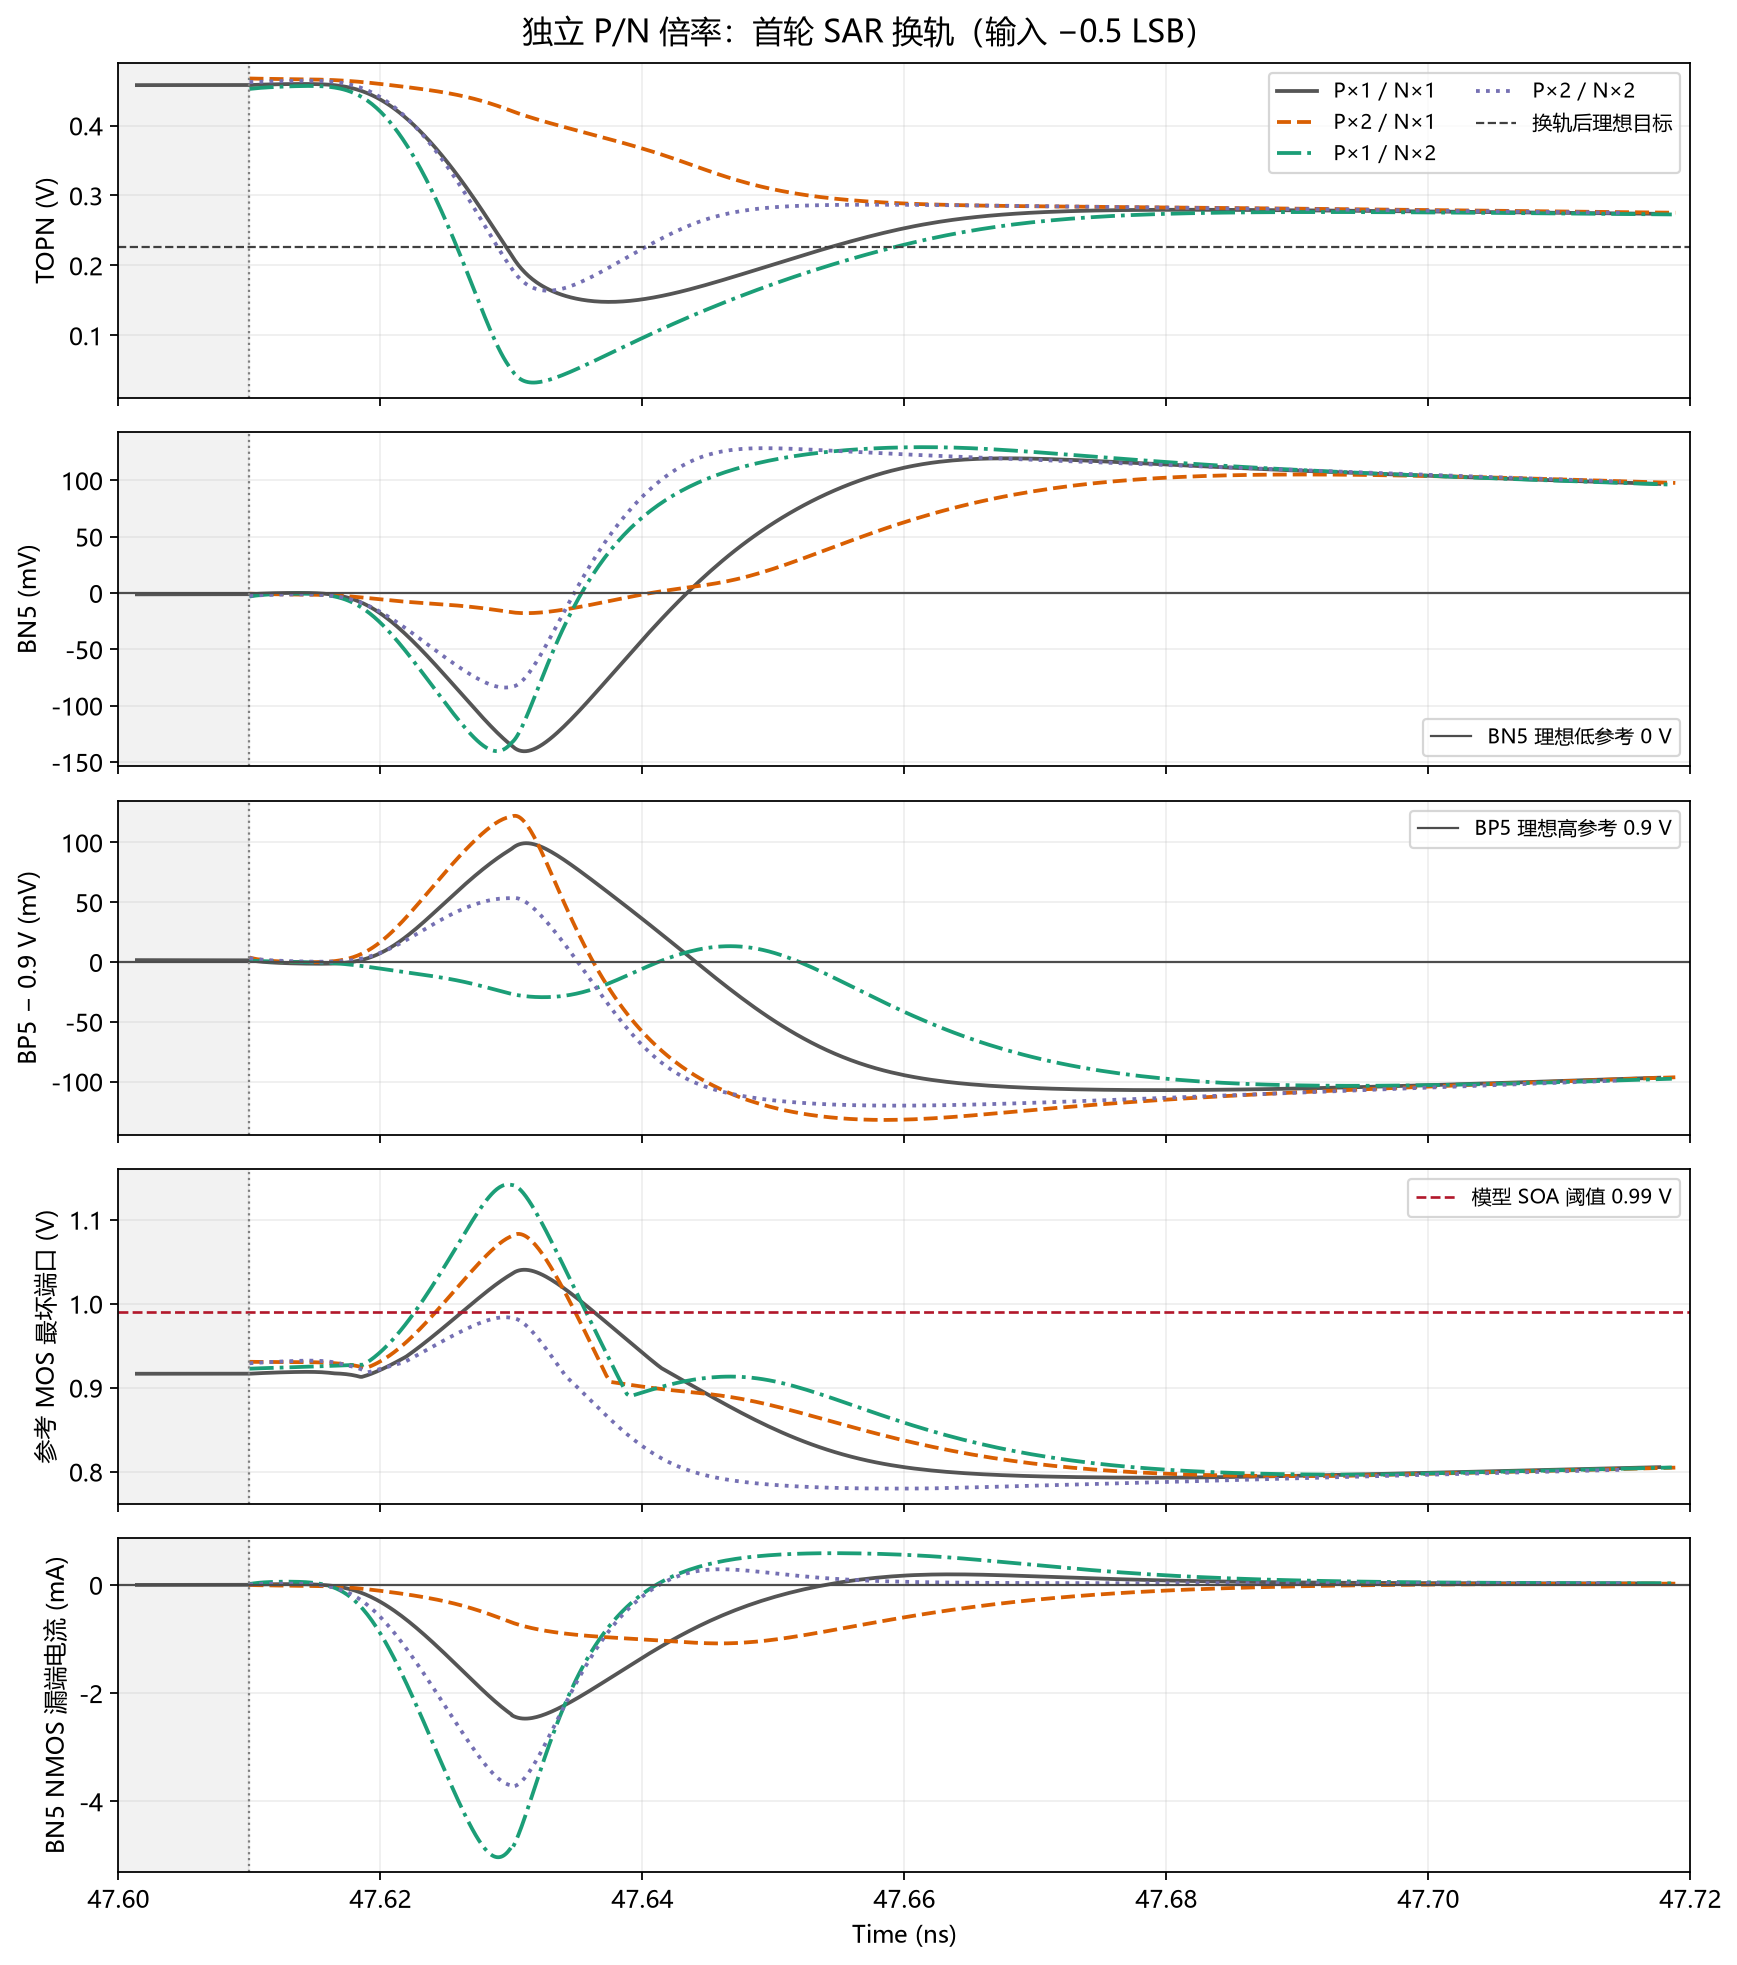 独立 P/N 倍率：首轮 SAR 换轨（输入 −0.5 LSB）
P×1 / N×1
P×2 / N×1
P×1 / N×2
P×2 / N×2
换轨后理想目标
TOPN (V)
0.4
0.3
0.2
0.1
BN5 (mV)
100
50
0
-50
-100
-150
BN5 理想低参考 0 V
BP5 − 0.9 V (mV)
100
50
0
-50
-100
BP5 理想高参考 0.9 V
参考 MOS 最坏端口 (V)
1.1
1.0
0.9
0.8
模型 SOA 阈值 0.99 V
BN5 NMOS 漏端电流 (mA)
0
-2
-4
47.60
47.62
47.64
47.66
47.68
47.70
47.72
Time (ns)